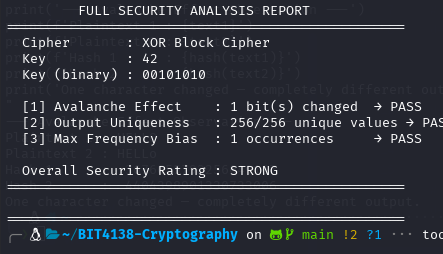 FULL SECURITY ANALYSIS REPORT
Cipher : XOR Block Cipher
Key : 42
Key (binary) : 00101010
[1] Avalanche Effect : 1 bit(s) changed → PASS
[2] Output Uniqueness : 256/256 unique values → PAS
[3] Max Frequency Bias : 1 occurrences → PASS
Overall Security Rating : STRONG
~/BIT4138-Cryptography on main !2 ?1 ··· too